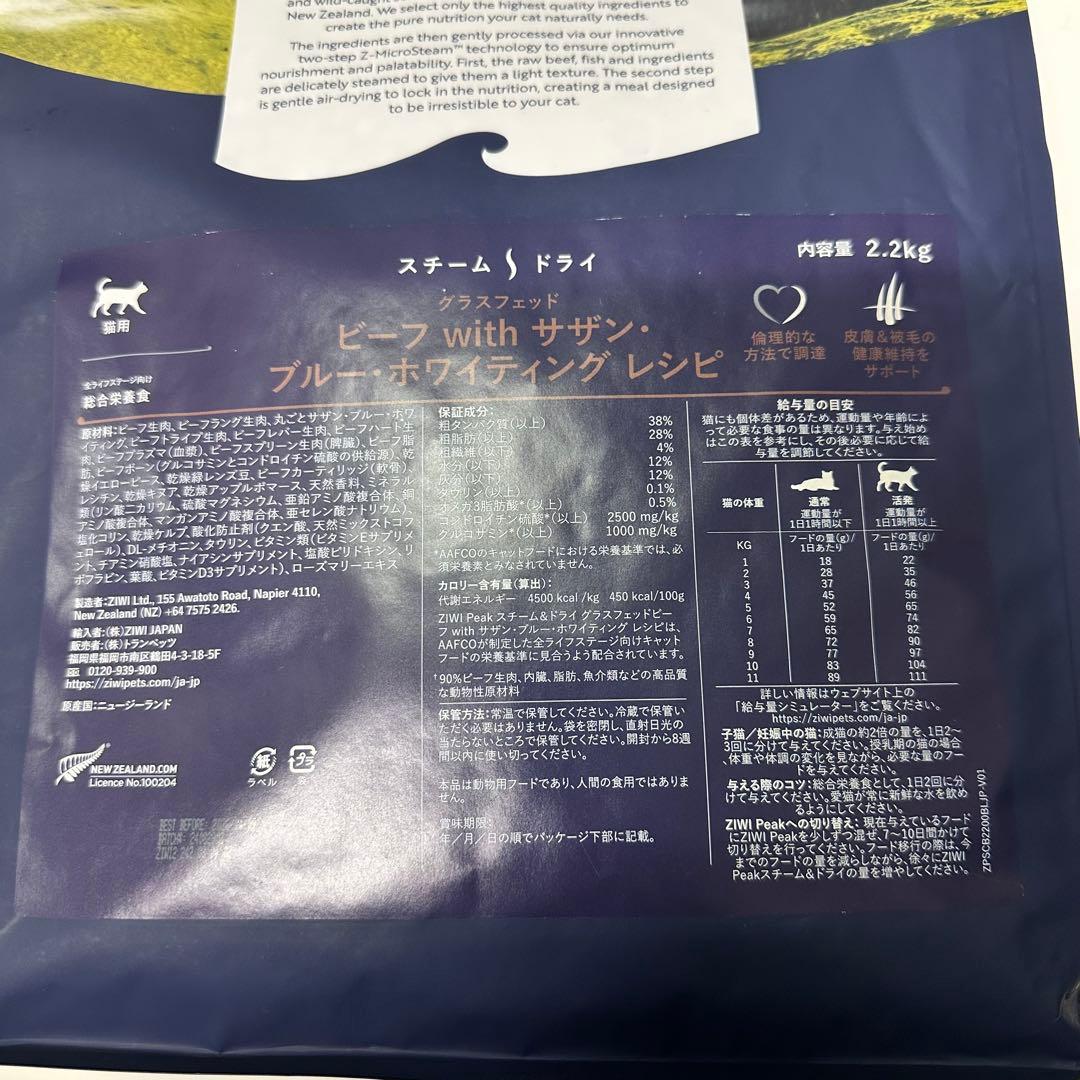 New Zealand. We select only the highest quality ingredients to
create the pure nutrition your cat naturally needs.
The ingredients are then gently processed via our innovative
two-step Z-MicroSteam™ technology to ensure optimum
nourishment and palatability. First, the raw beef, fish and ingredients
are delicately steamed to give them a light texture. The second step
is gentle air-drying to lock in the nutrition, creating a meal designed
to be irresistible to your cat.
スチーム ドライ
内容量 2.2kg
グラスフェッド
ビーフ with サザン・
ブルー・ホワイティング レシピ
猫用
倫理的な
方法で調達
皮膚&被毛の
健康維持を
サポート
全ライフステージ向け
総合栄養食
原材料:ビーフ生肉、ビーフラング生肉、丸ごとサザン・ブルー・ホワ
イティング、ビーフトライプ生肉、ビーフレバー生肉、ビーフハート生
肉、ビーフプラズマ(血漿)、ビーフスプリーン生肉(脾臓)、ビーフ脂
肪、ビーフボーン(グルコサミンとコンドロイチン硫酸の供給源)、乾
燥イエローピース、乾燥緑レンズ豆、ビーフカーティリッジ(軟骨)、
レシチン、乾燥キヌア、乾燥アップルポマース、天然香料、ミネラル
類(リン酸二カリウム、硫酸マグネシウム、亜鉛アミノ酸複合体、銅
アミノ酸複合体、マンガンアミノ酸複合体、亜セレン酸ナトリウム)、
塩化コリン、乾燥ケルプ、酸化防止剤(クエン酸、天然ミックストコフ
ェロール)、DL-メチオニン、タウリン、ビタミン類(ビタミンEサプリメ
ント、チアミン硝酸塩、ナイアシンサプリメント、塩酸ピリドキシン、リ
ボフラビン、葉酸、ビタミンD3サプリメント)、ローズマリーエキス
製造者:ZIWI Ltd., 155 Awatoto Road, Napier 4110,
New Zealand (NZ) +64 7575 2426.
輸入者:(株)ZIWI JAPAN
販売者:(株)トランペッツ
福岡県福岡市南区鶴田4-3-18-5F
0120-939-900
https://ziwipets.com/ja-jp
原産国:ニュージーランド
NEWZEALAND.COM
Licence No.100204
紙
ラベル
プラ
BEST BEFORE:
保証成分:
粗タンパク質(以上) 38%
粗脂肪(以上) 28%
粗繊維(以下) 4%
水分(以下) 12%
灰分(以下) 12%
タウリン(以上) 0.1%
オメガ3脂肪酸*(以上) 0.5%
コンドロイチン硫酸*(以上) 2500 mg/kg
グルコサミン*(以上) 1000 mg/kg
*AAFCOのキャットフードにおける栄養基準では、必
須栄養素とみなされていません。
カロリー含有量(算出):
代謝エネルギー 4500 kcal /kg 450 kcal/100g
ZIWI Peak スチーム&ドライ グラスフェッドビー
フ with サザン・ブルー・ホワイティング レシピは、
AAFCOが制定した全ライフステージ向けキャット
フードの栄養基準に見合うよう配合されています。
†90%ビーフ生肉、内臓、脂肪、魚介類などの高品質
な動物性原材料
保管方法:常温で保管してください。冷蔵で保管い
ただく必要はありません。袋を密閉し、直射日光の
当たらないところで保管してください。開封から8週
間以内に使い切ってください。
本品は動物用フードであり、人間の食用ではありま
せん。
賞味期限:
年/月/日の順でパッケージ下部に記載。
給与量の目安
猫にも個体差があるため、運動量や年齢によ
って必要な食事の量は異なります。与え始め
はこの表を参考にし、その後必要に応じて給
与量を調節してください。
猫の体重 通常 活発
運動量が 運動量が
1日1時間以下 1日1時間以上
KG フードの量(g)/ フードの量(g)/
1日あたり 1日あたり
1 18 22
2 28 35
3 37 46
4 45 56
5 52 65
6 59 74
7 65 82
8 72 90
9 77 97
10 83 104
11 89 111
詳しい情報はウェブサイト上の
「給与量シミュレーター」をご覧ください。
https://ziwipets.com/ja-jp
子猫/妊娠中の猫:成猫の約2倍の量を、1日2～
3回に分けて与えてください。授乳期の猫の場合
、体重や体調の変化を見ながら、必要な量のフー
ドを与えてください。
与える際のコツ:総合栄養食として、1日2回に分
けて与えてください。愛猫が常に新鮮な水を飲め
るようにしてください。
ZIWI Peakへの切り替え: 現在与えているフード
にZIWI Peakを少しずつ混ぜ、7～10日間かけて
切り替えを行ってください。フード移行の際は、今
までのフードの量を減らしながら、徐々にZIWI
Peakスチーム&ドライの量を増やしてください。
ZPSCB2200BLJP-V01